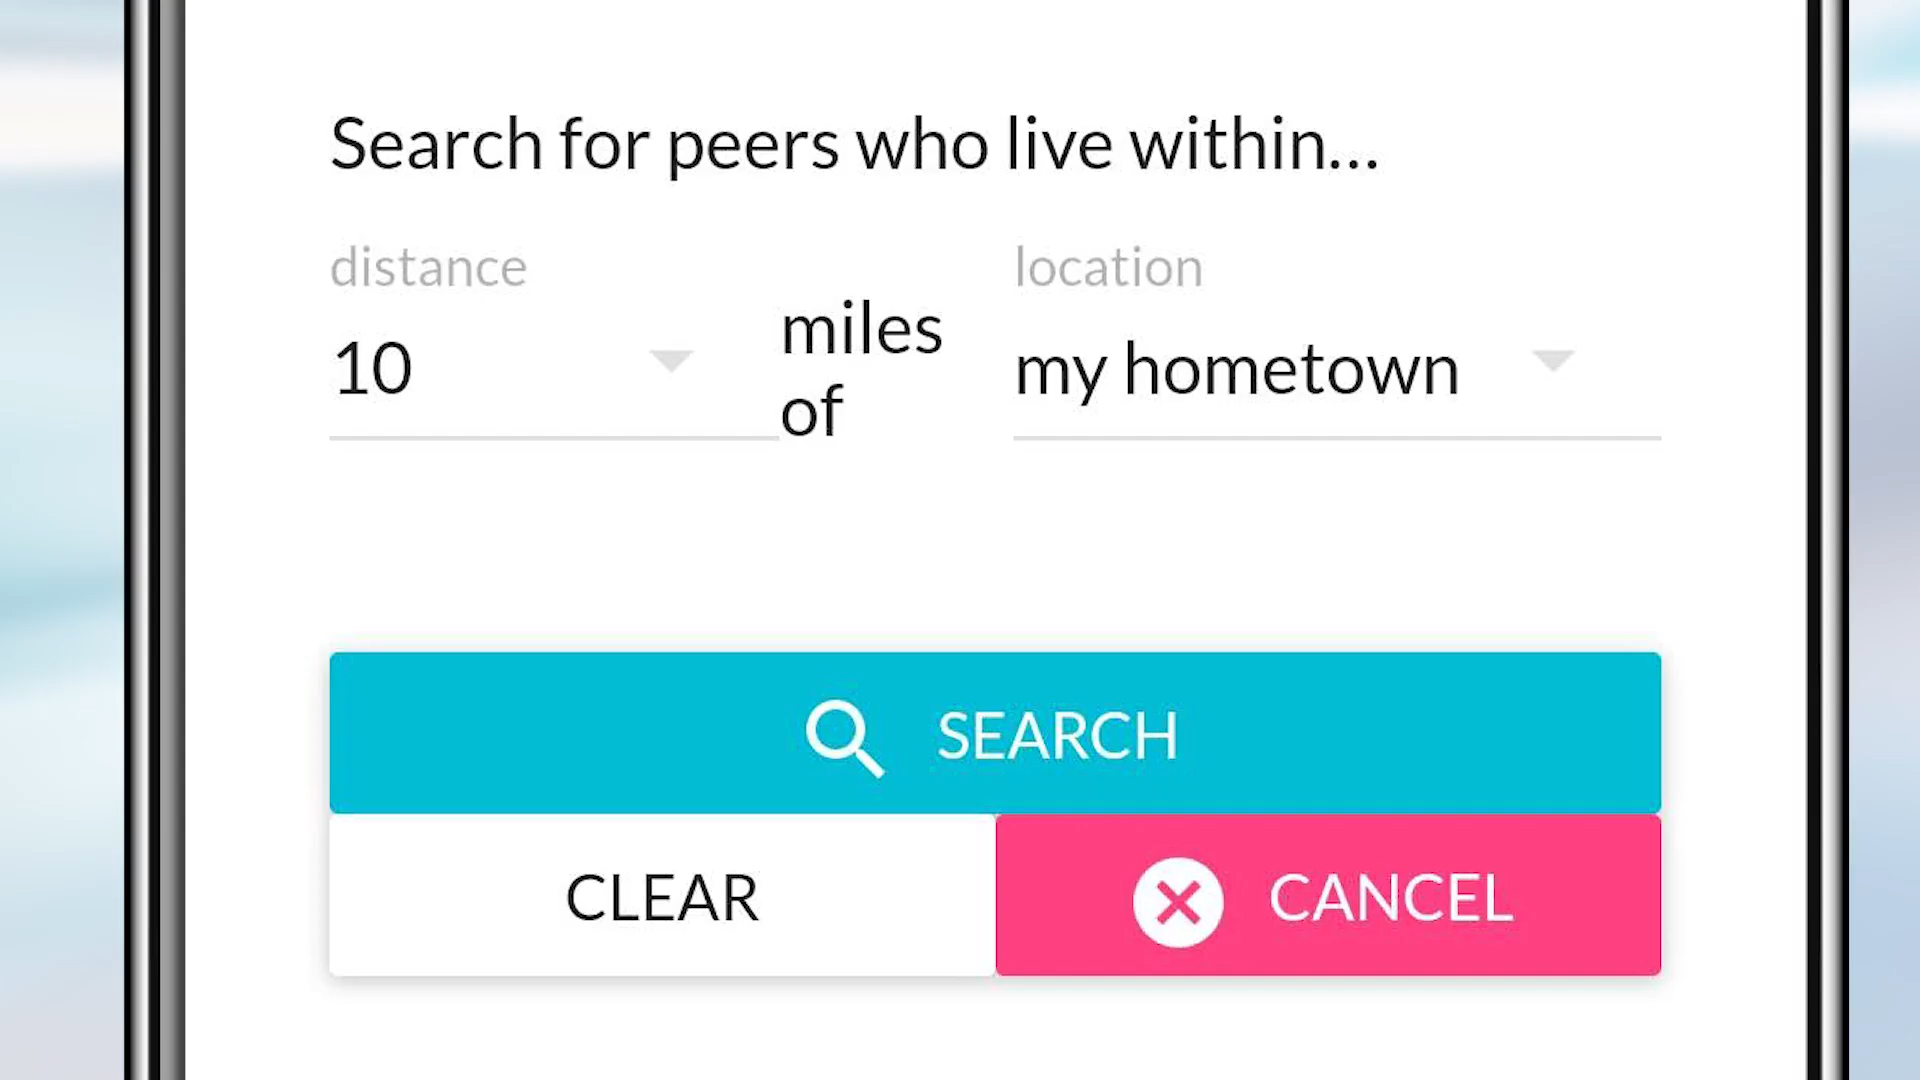 Search for peers who live within...
distance
location
10
miles
of
my hometown
SEARCH
CLEAR
CANCEL